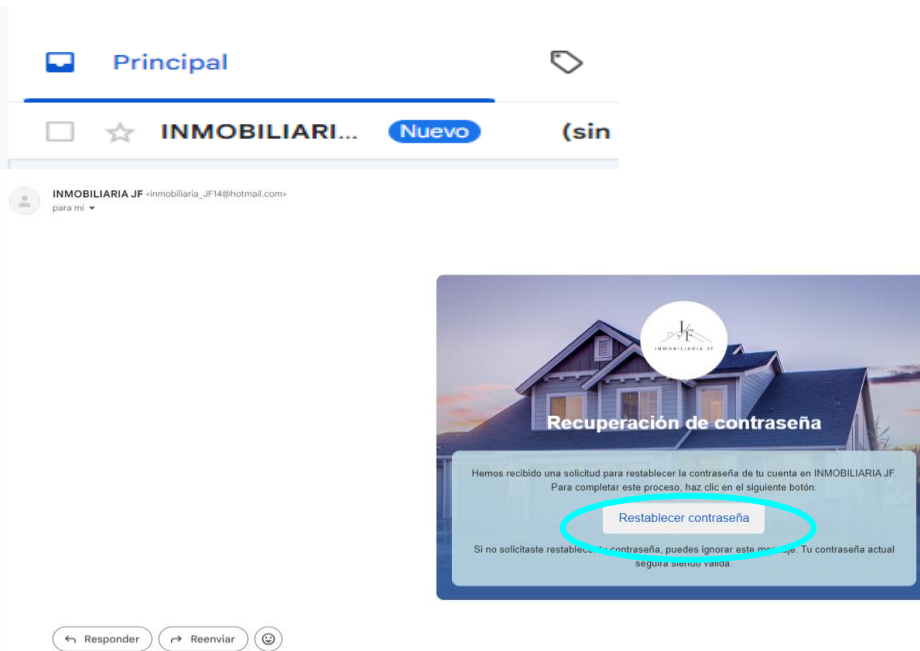 Principal
INMOBILIARI... Nuevo (sin
INMOBILIARIA JF <inmobiliaria_JF14@hotmail.com>
para mí
JF
INMOBILIARIA JF
Recuperación de contraseña
Hemos recibido una solicitud para restablecer la contraseña de tu cuenta en INMOBILIARIA JF.
Para completar este proceso, haz clic en el siguiente botón:
Restablecer contraseña
Si no solicitaste restablecer tu contraseña, puedes ignorar este mensaje. Tu contraseña actual
seguirá siendo válida.
Responder Reenviar